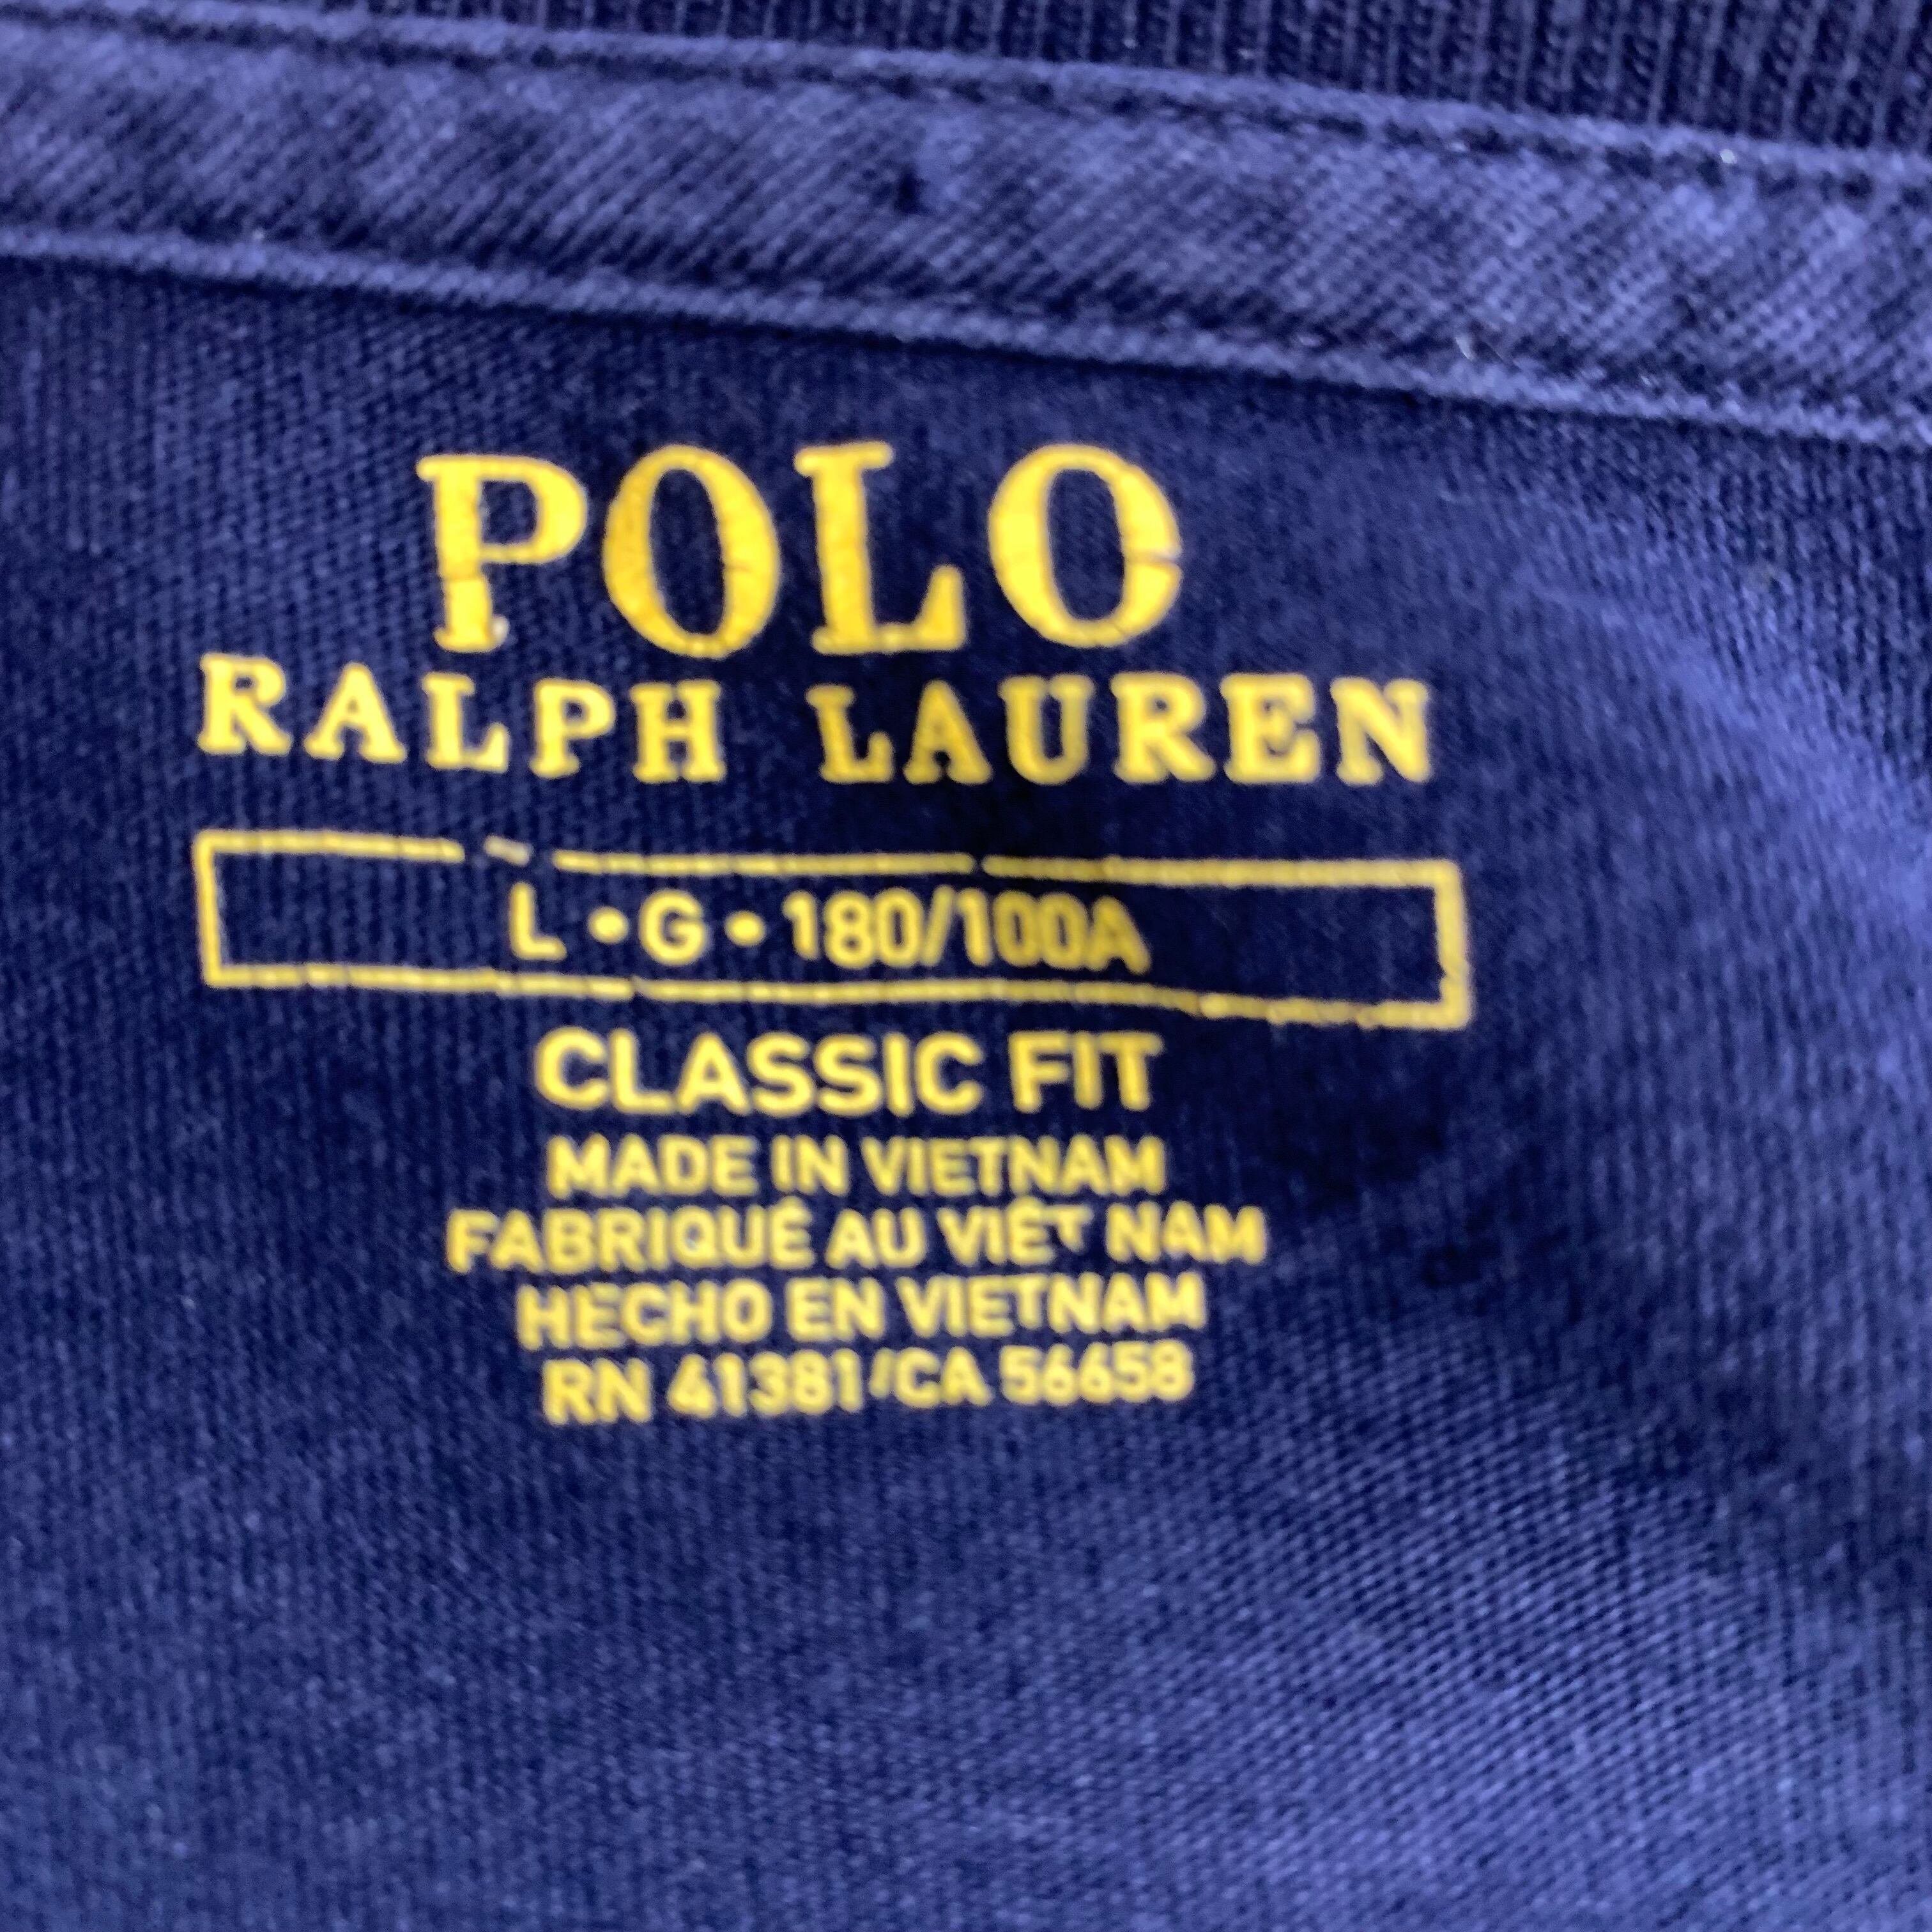 POLO
RALPH LAUREN
L • G • 180/100A
CLASSIC FIT
MADE IN VIETNAM
FABRIQUÉ AU VIÊT NAM
HECHO EN VIETNAM
RN 41381/CA 56658